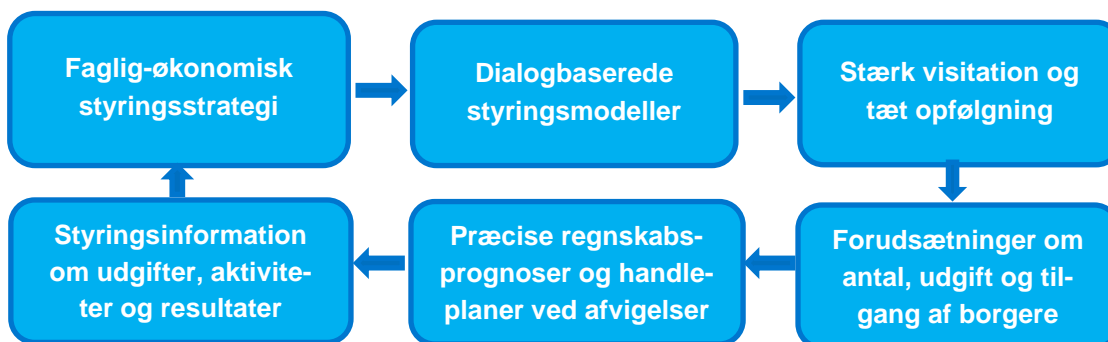 Faglig-økonomisk
styringsstrategi
Dialogbaserede
styringsmodeller
Stærk visitation og
tæt opfølgning
Styringsinformation
om udgifter, aktivite-
ter og resultater
Præcise regnskabs-
prognoser og handle-
planer ved afvigelser
Forudsætninger om
antal, udgift og til-
gang af borgere